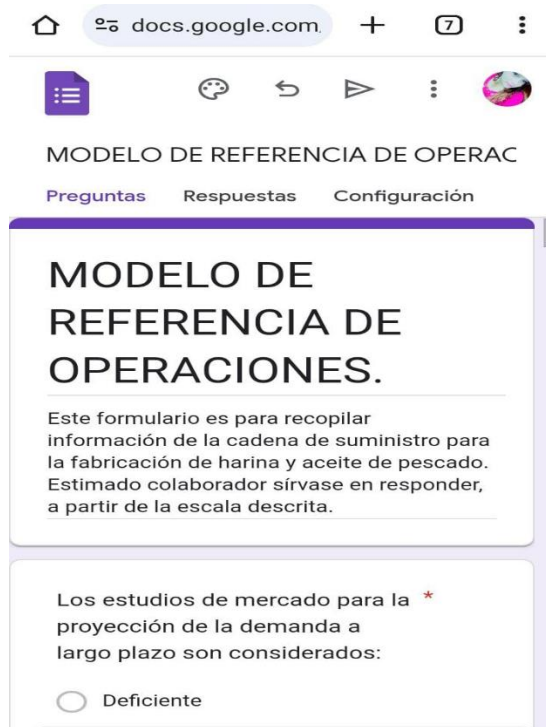 docs.google.com
7
MODELO DE REFERENCIA DE OPERAC
Preguntas Respuestas Configuración
MODELO DE
REFERENCIA DE
OPERACIONES.
Este formulario es para recopilar
información de la cadena de suministro para
la fabricación de harina y aceite de pescado.
Estimado colaborador sírvase en responder,
a partir de la escala descrita.
Los estudios de mercado para la *
proyección de la demanda a
largo plazo son considerados:
Deficiente